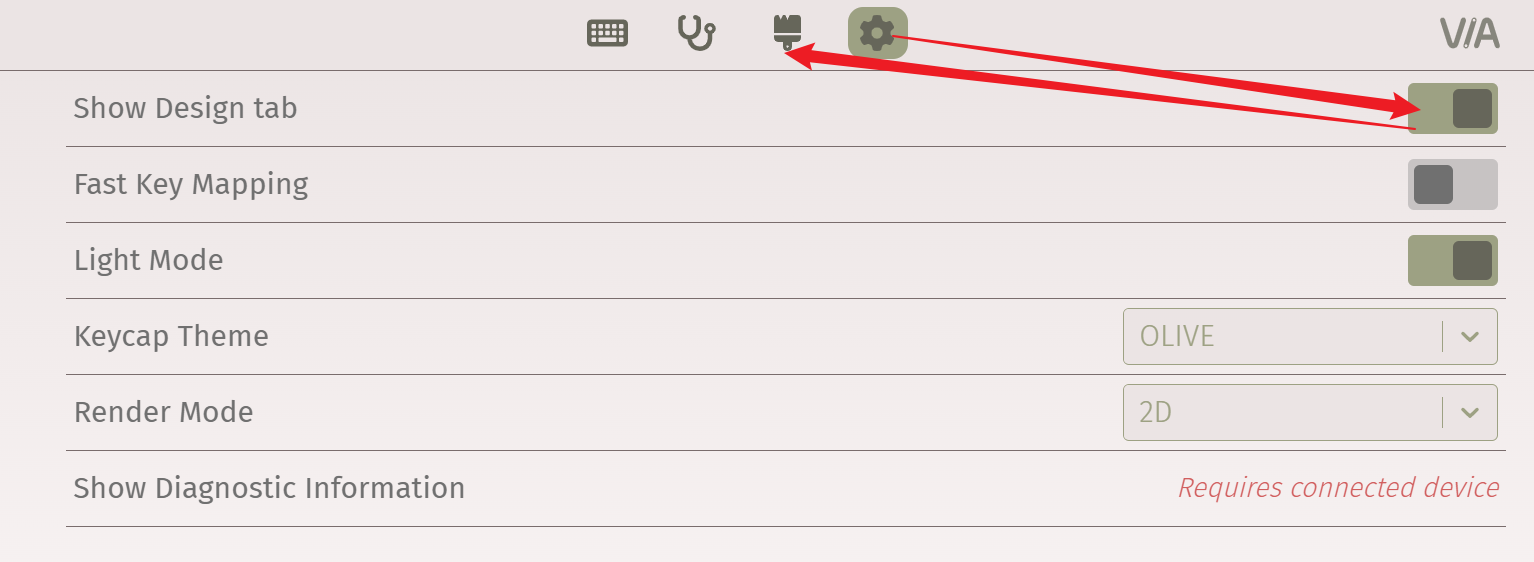 VIA
Show Design tab
Fast Key Mapping
Light Mode
Keycap Theme
OLIVE
Render Mode
2D
Show Diagnostic Information
Requires connected device